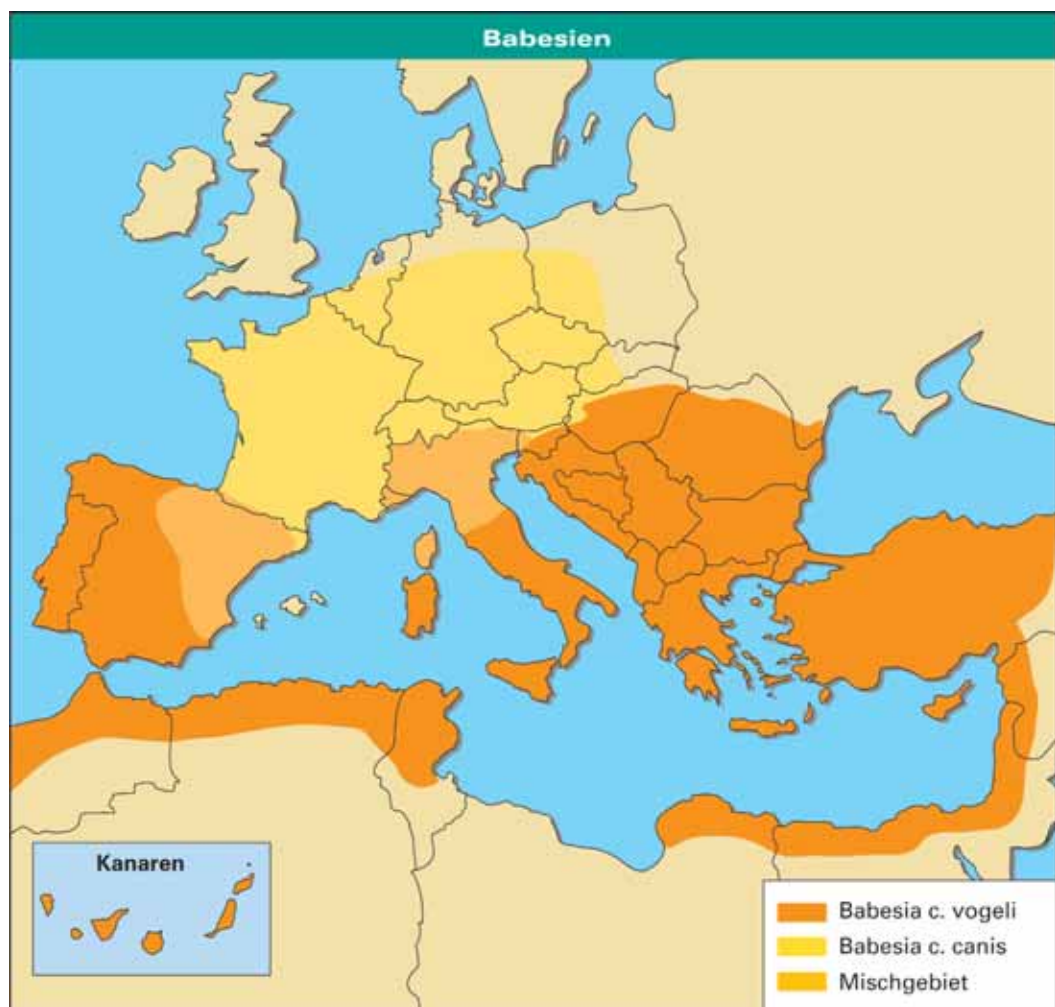 Babesien
Kanaren
Babesia c. vogeli
Babesia c. canis
Mischgebiet